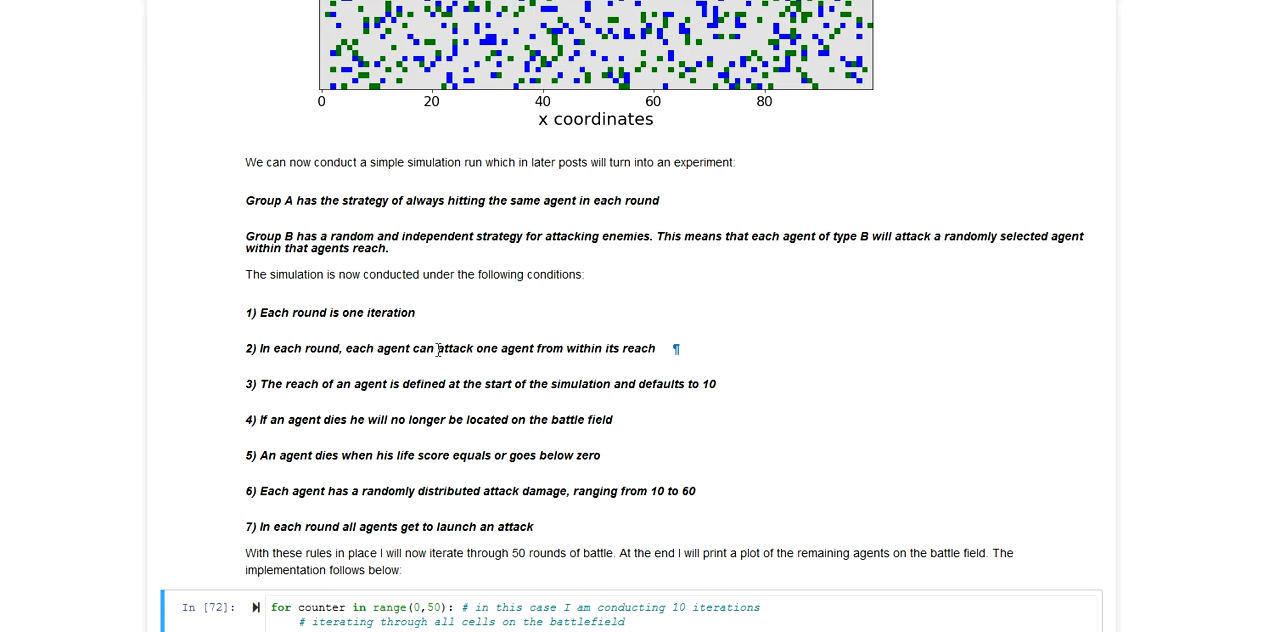 0 20 40 60 80
x coordinates
We can now conduct a simple simulation run which in later posts will turn into an experiment:
Group A has the strategy of always hitting the same agent in each round
Group B has a random and independent strategy for attacking enemies. This means that each agent of type B will attack a randomly selected agent
within that agents reach.
The simulation is now conducted under the following conditions:
1) Each round is one iteration
2) In each round, each agent can attack one agent from within its reach ¶
3) The reach of an agent is defined at the start of the simulation and defaults to 10
4) If an agent dies he will no longer be located on the battle field
5) An agent dies when his life score equals or goes below zero
6) Each agent has a randomly distributed attack damage, ranging from 10 to 60
7) In each round all agents get to launch an attack
With these rules in place I will now iterate through 50 rounds of battle. At the end I will print a plot of the remaining agents on the battle field. The
implementation follows below:
In [72]: for counter in range(0,50): # in this case I am conducting 10 iterations
# iterating through all cells on the battlefield